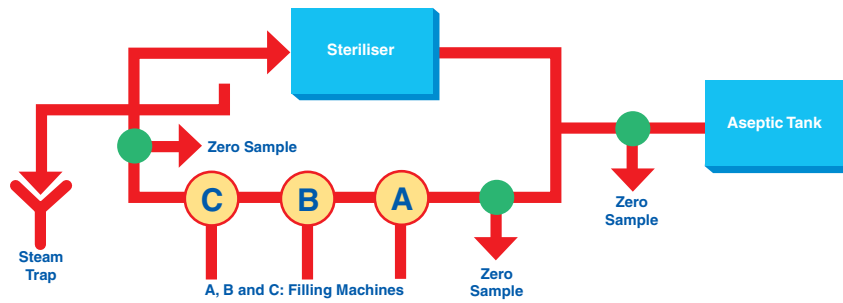 Steriliser
Aseptic Tank
Zero Sample
C
B
A
Zero
Sample
Steam
Trap
Zero
Sample
A, B and C: Filling Machines